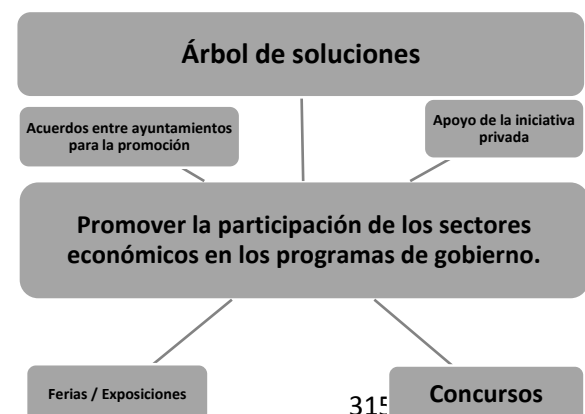 Árbol de soluciones
Acuerdos entre ayuntamientos
para la promoción
Apoyo de la iniciativa
privada
Promover la participación de los sectores
económicos en los programas de gobierno.
Ferias / Exposiciones
315
Concursos